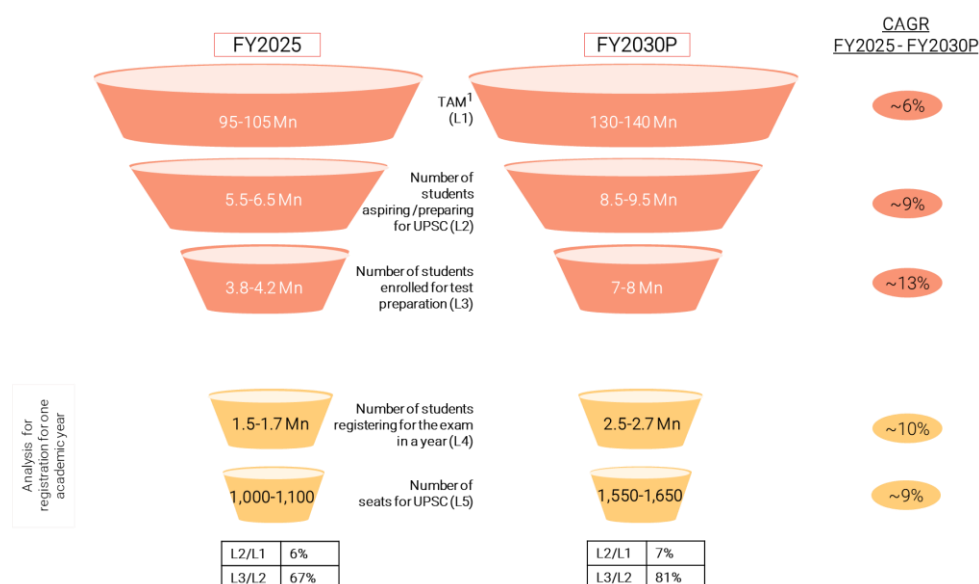 CAGR
FY2025 - FY2030P
FY2025
FY2030P
95-105 Mn
TAM1
(L1)
130-140 Mn
~6%
5.5-6.5 Mn
Number of
students
aspiring /preparing
for UPSC (L2)
8.5-9.5 Mn
~9%
3.8-4.2 Mn
Number of students
enrolled for test
preparation (L3)
7-8 Mn
~13%
Analysis for
registration for one
academic year
1.5-1.7 Mn
Number of students
registering for the exam
in a year (L4)
2.5-2.7 Mn
~10%
1,000-1,100
Number of
seats for UPSC (L5)
1,550-1,650
~9%
L2/L1 6%
L3/L2 67%
L2/L1 7%
L3/L2 81%